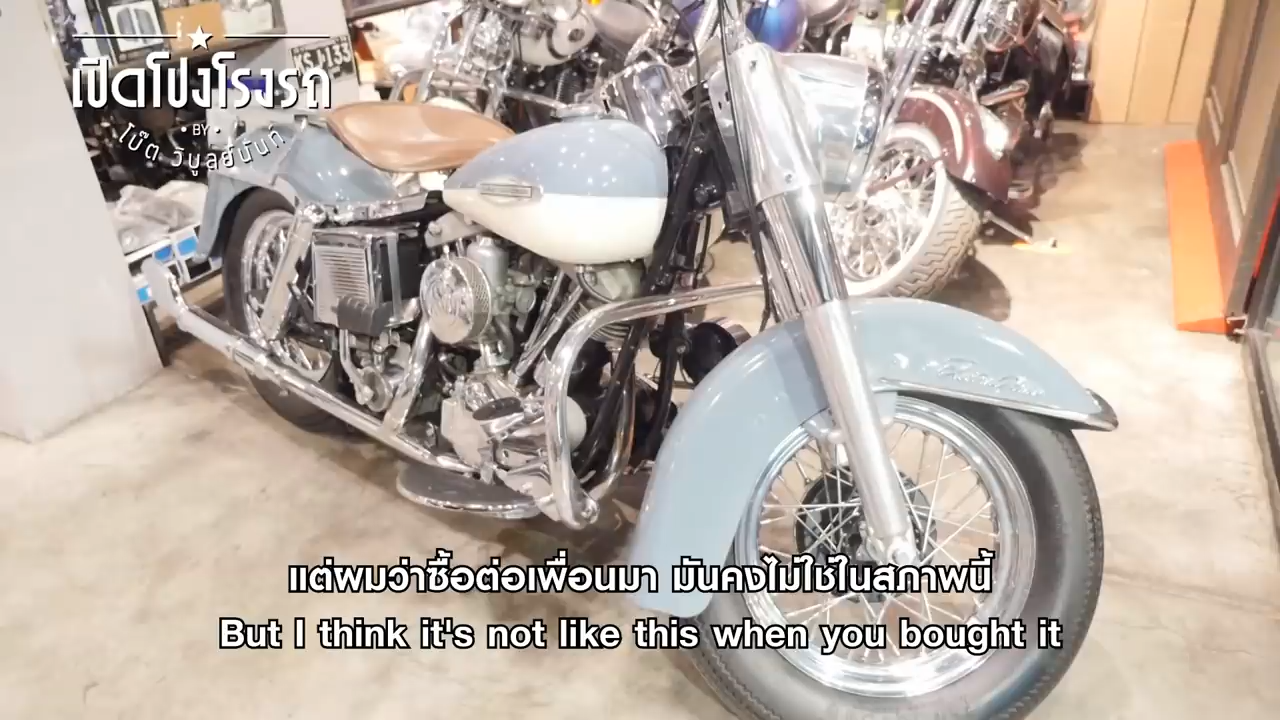 เปิดโปงโรงรถ
• BY •
โบ๊ต วิบูลย์นันท์
แต่ผมว่าซื้อต่อเพื่อนมา มันคงไม่ใช่ในสภาพนี้
But I think it's not like this when you bought it